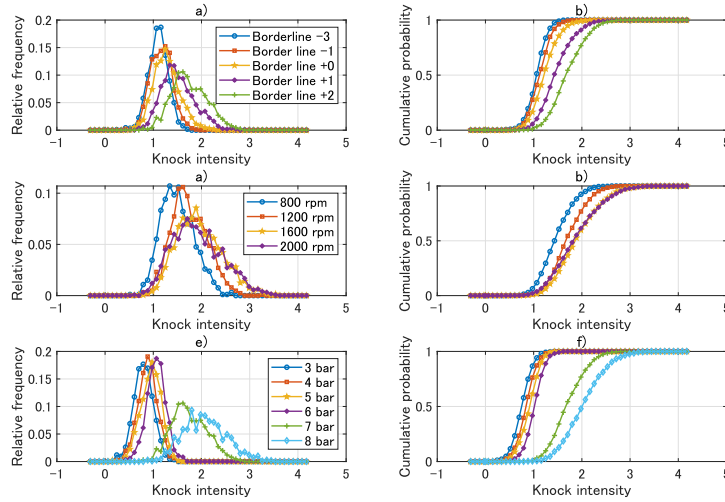 a)
b)
0.2
0.15
0.1
0.05
0
Relative frequency
Borderline -3
Border line -1
Border line +0
Border line +1
Border line +2
-1 0 1 2 3 4 5
Knock intensity
1
0.5
0
Cumulative probability
-1 0 1 2 3 4 5
Knock intensity
a)
b)
0.1
0.05
0
Relative frequency
800 rpm
1200 rpm
1600 rpm
2000 rpm
-1 0 1 2 3 4 5
Knock intensity
1
0.5
0
Cumulative probability
-1 0 1 2 3 4 5
Knock intensity
e)
f)
0.2
0.15
0.1
0.05
0
Relative frequency
3 bar
4 bar
5 bar
6 bar
7 bar
8 bar
-1 0 1 2 3 4 5
Knock intensity
1
0.5
0
Cumulative probability
-1 0 1 2 3 4 5
Knock intensity